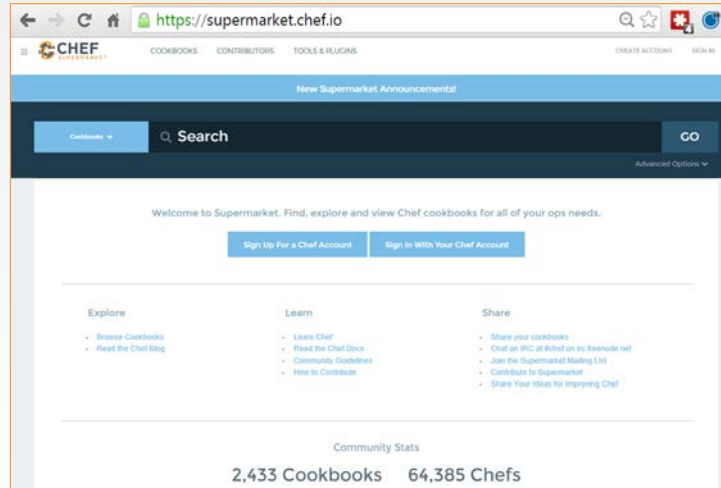 https://supermarket.chef.io
CHEF
SUPERMARKET
COOKBOOKS CONTRIBUTORS TOOLS & PLUGINS
CREATE ACCOUNT SIGN IN
New Supermarket Announcements!
Cookbooks Search GO
Advanced Options
Welcome to Supermarket. Find, explore and view Chef cookbooks for all of your ops needs.
Sign Up For a Chef Account Sign In With Your Chef Account
Explore Learn Share
Browse Cookbooks
Read the Chef Blog
Learn Chef
Read the Chef Docs
Community Guidelines
How to Contribute
Share your cookbooks
Chat on IRC at #chef on irc.freenode.net
Join the Supermarket Mailing List
Contribute to Supermarket
Share Your Ideas for Improving Chef
Community Stats
2,433 Cookbooks 64,385 Chefs